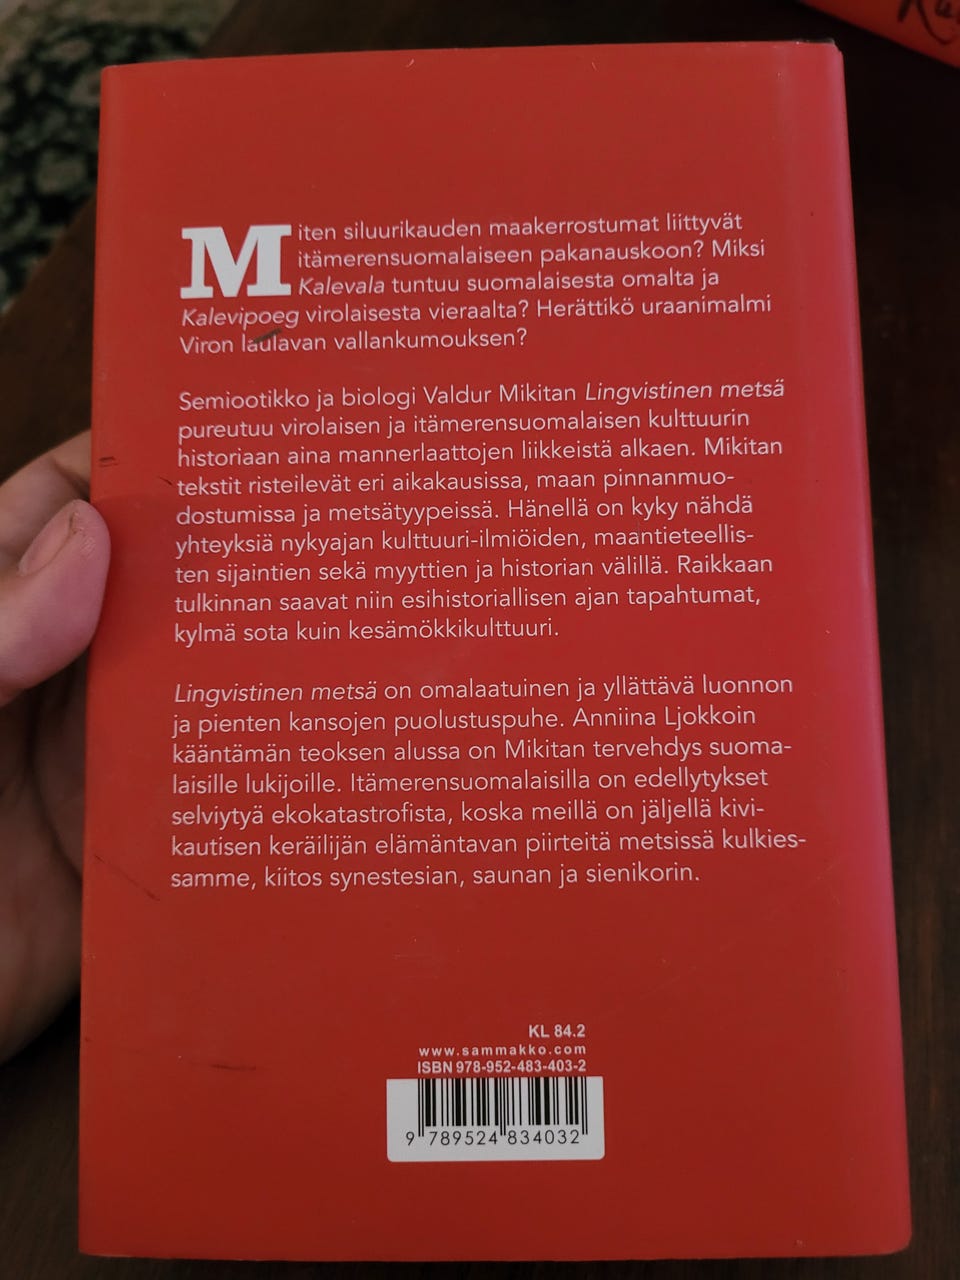 Miten siluurikauden maakerrostumat liittyvät
itämerensuomalaiseen pakanauskoon? Miksi
Kalevala tuntuu suomalaisesta omalta ja
Kalevipoeg virolaisesta vieraalta? Herättikö uraanimalmi
Viron laulavan vallankumouksen?
Semiootikko ja biologi Valdur Mikitan Lingvistinen metsä
pureutuu virolaisen ja itämerensuomalaisen kulttuurin
historiaan aina mannerlaattojen liikkeistä alkaen. Mikitan
tekstit risteilevät eri aikakausissa, maan pinnanmuo-
dostumissa ja metsätyypeissä. Hänellä on kyky nähdä
yhteyksiä nykyajan kulttuuri-ilmiöiden, maantieteellis-
ten sijaintien sekä myyttien ja historian välillä. Raikkaan
tulkinnan saavat niin esihistoriallisen ajan tapahtumat,
kylmä sota kuin kesämökkikulttuuri.
Lingvistinen metsä on omalaatuinen ja yllättävä luonnon
ja pienten kansojen puolustuspuhe. Anniina Ljokkoin
kääntämän teoksen alussa on Mikitan tervehdys suoma-
laisille lukijoille. Itämerensuomalaisilla on edellytykset
selviytyä ekokatastrofista, koska meillä on jäljellä kivi-
kautisen keräilijän elämäntavan piirteitä metsissä kulkies-
samme, kiitos synestesian, saunan ja sienikorin.
KL 84.2
www.sammakko.com
ISBN 978-952-483-403-2
9 789524 834032